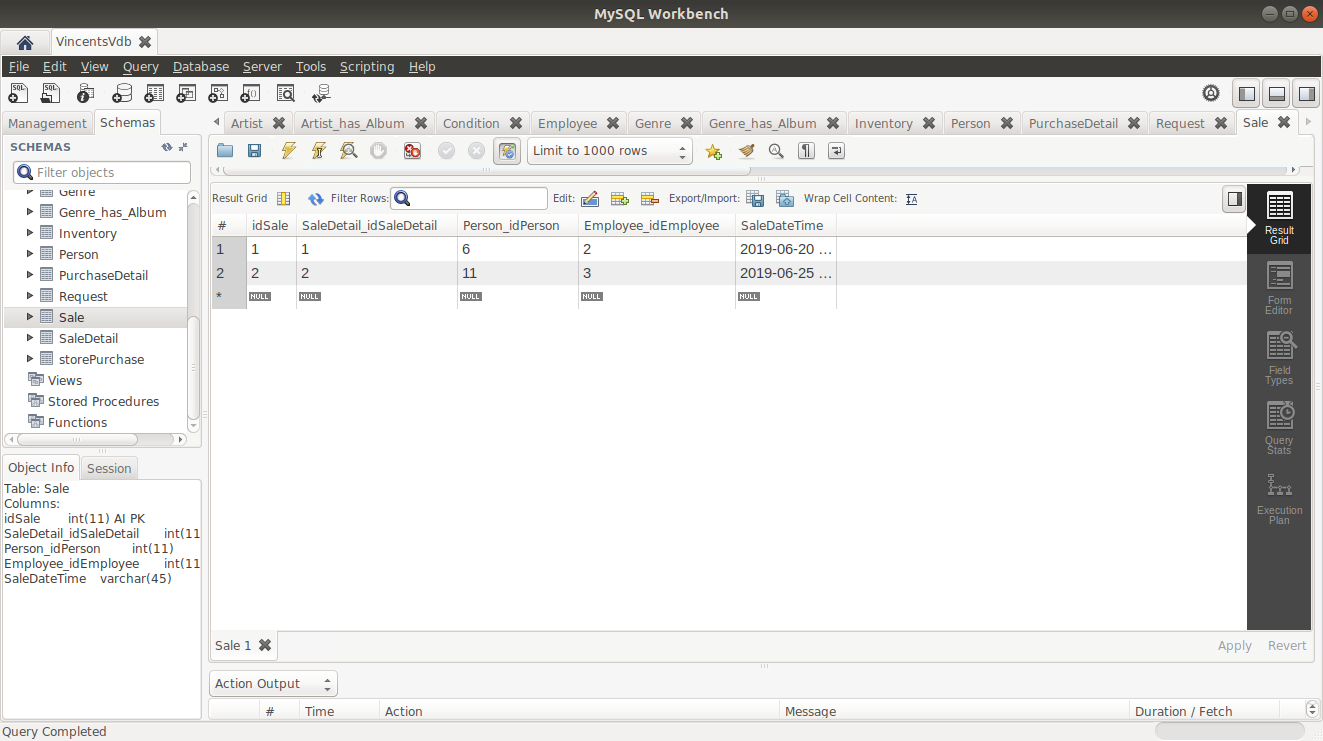 MySQL Workbench
VincentsVdb
File Edit View Query Database Server Tools Scripting Help
Management Schemas
Artist Artist_has_Album Condition Employee Genre Genre_has_Album Inventory Person PurchaseDetail Request Sale
SCHEMAS
Filter objects
Limit to 1000 rows
Genre
Genre_has_Album
Inventory
Person
PurchaseDetail
Request
Sale
SaleDetail
storePurchase
Views
Stored Procedures
Functions
Result Grid Filter Rows: Edit: Export/Import: Wrap Cell Content:
# idSale SaleDetail_idSaleDetail Person_idPerson Employee_idEmployee SaleDateTime
1 1 1 6 2 2019-06-20 ...
2 2 2 11 3 2019-06-25 ...
* NULL NULL NULL NULL NULL
Result
Grid
Form
Editor
Field
Types
Query
Stats
Execution
Plan
Object Info Session
Table: Sale
Columns:
idSale int(11) AI PK
SaleDetail_idSaleDetail int(11
Person_idPerson int(11)
Employee_idEmployee int(11
SaleDateTime varchar(45)
Sale 1
Apply Revert
Action Output
# Time Action Message Duration / Fetch
Query Completed